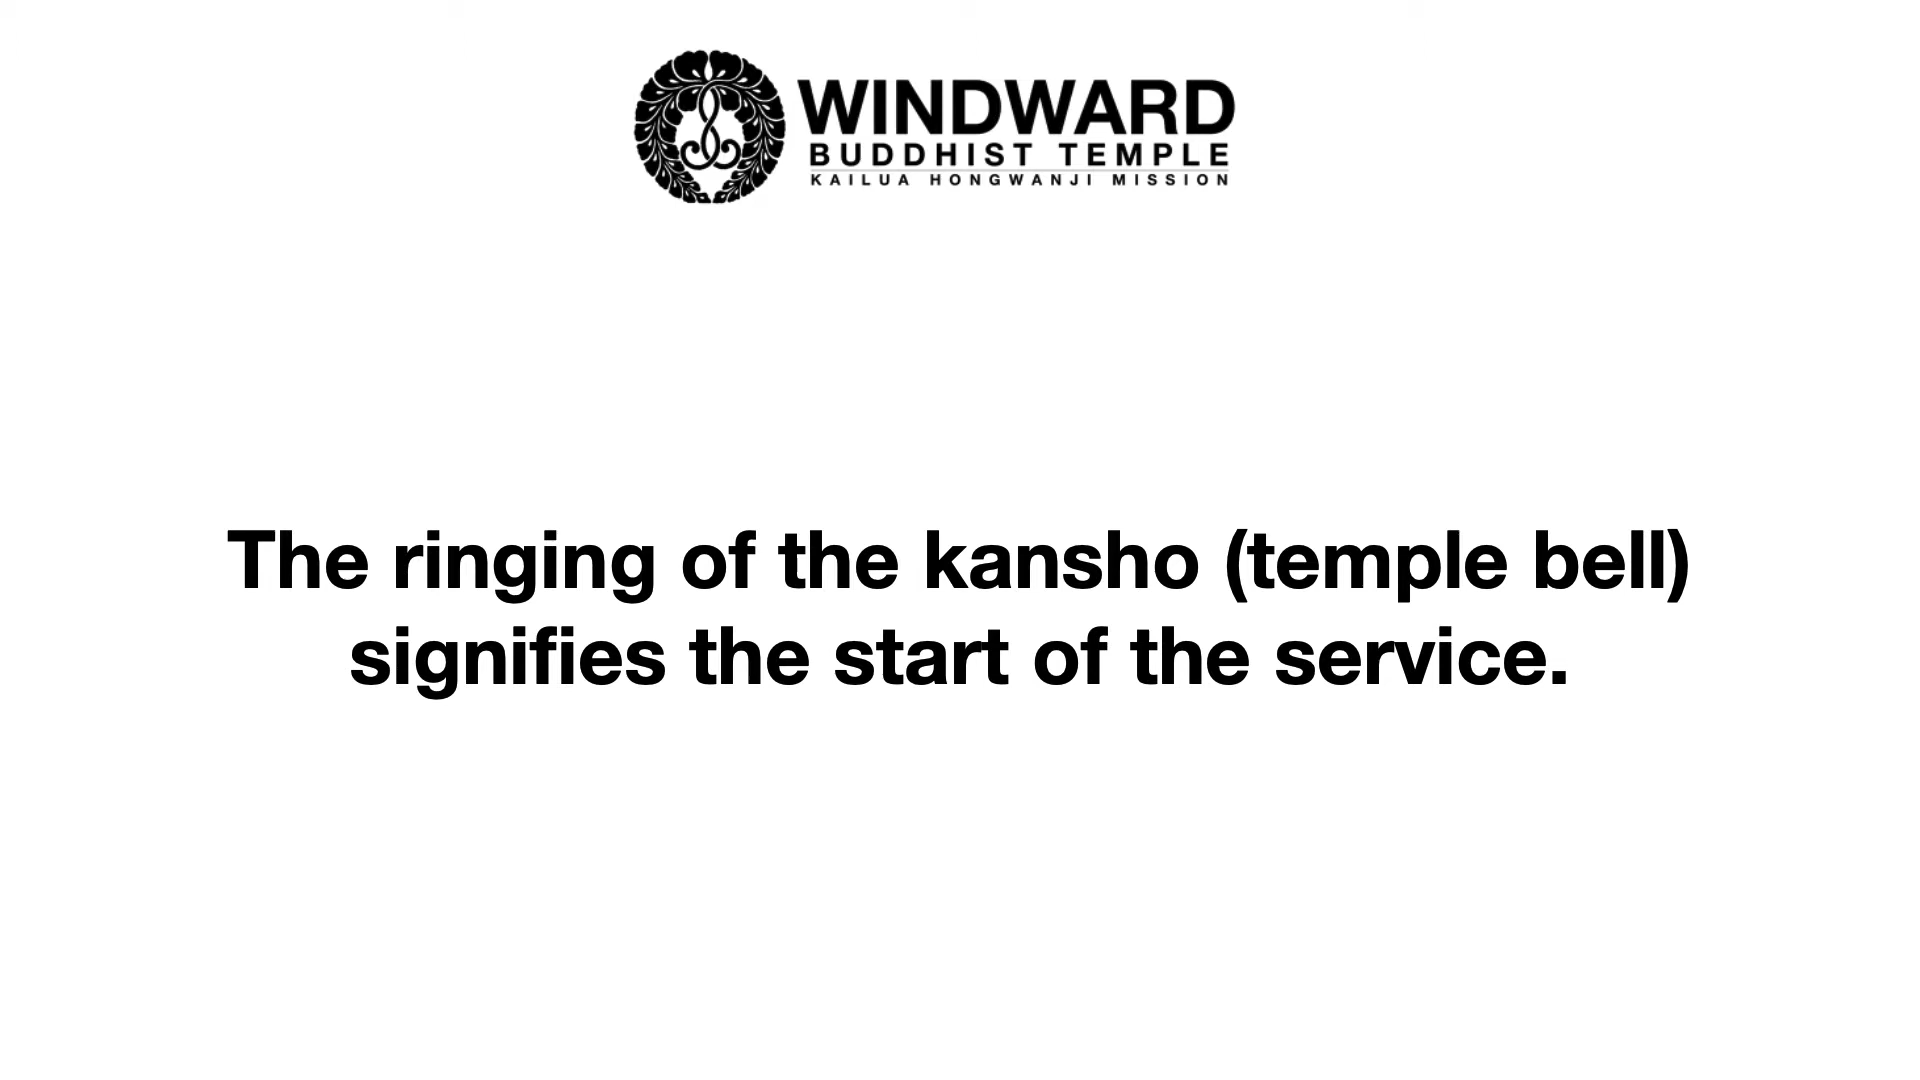 WINDWARD
BUDDHIST TEMPLE
KAILUA HONGWANJI MISSION
The ringing of the kansho (temple bell)
signifies the start of the service.